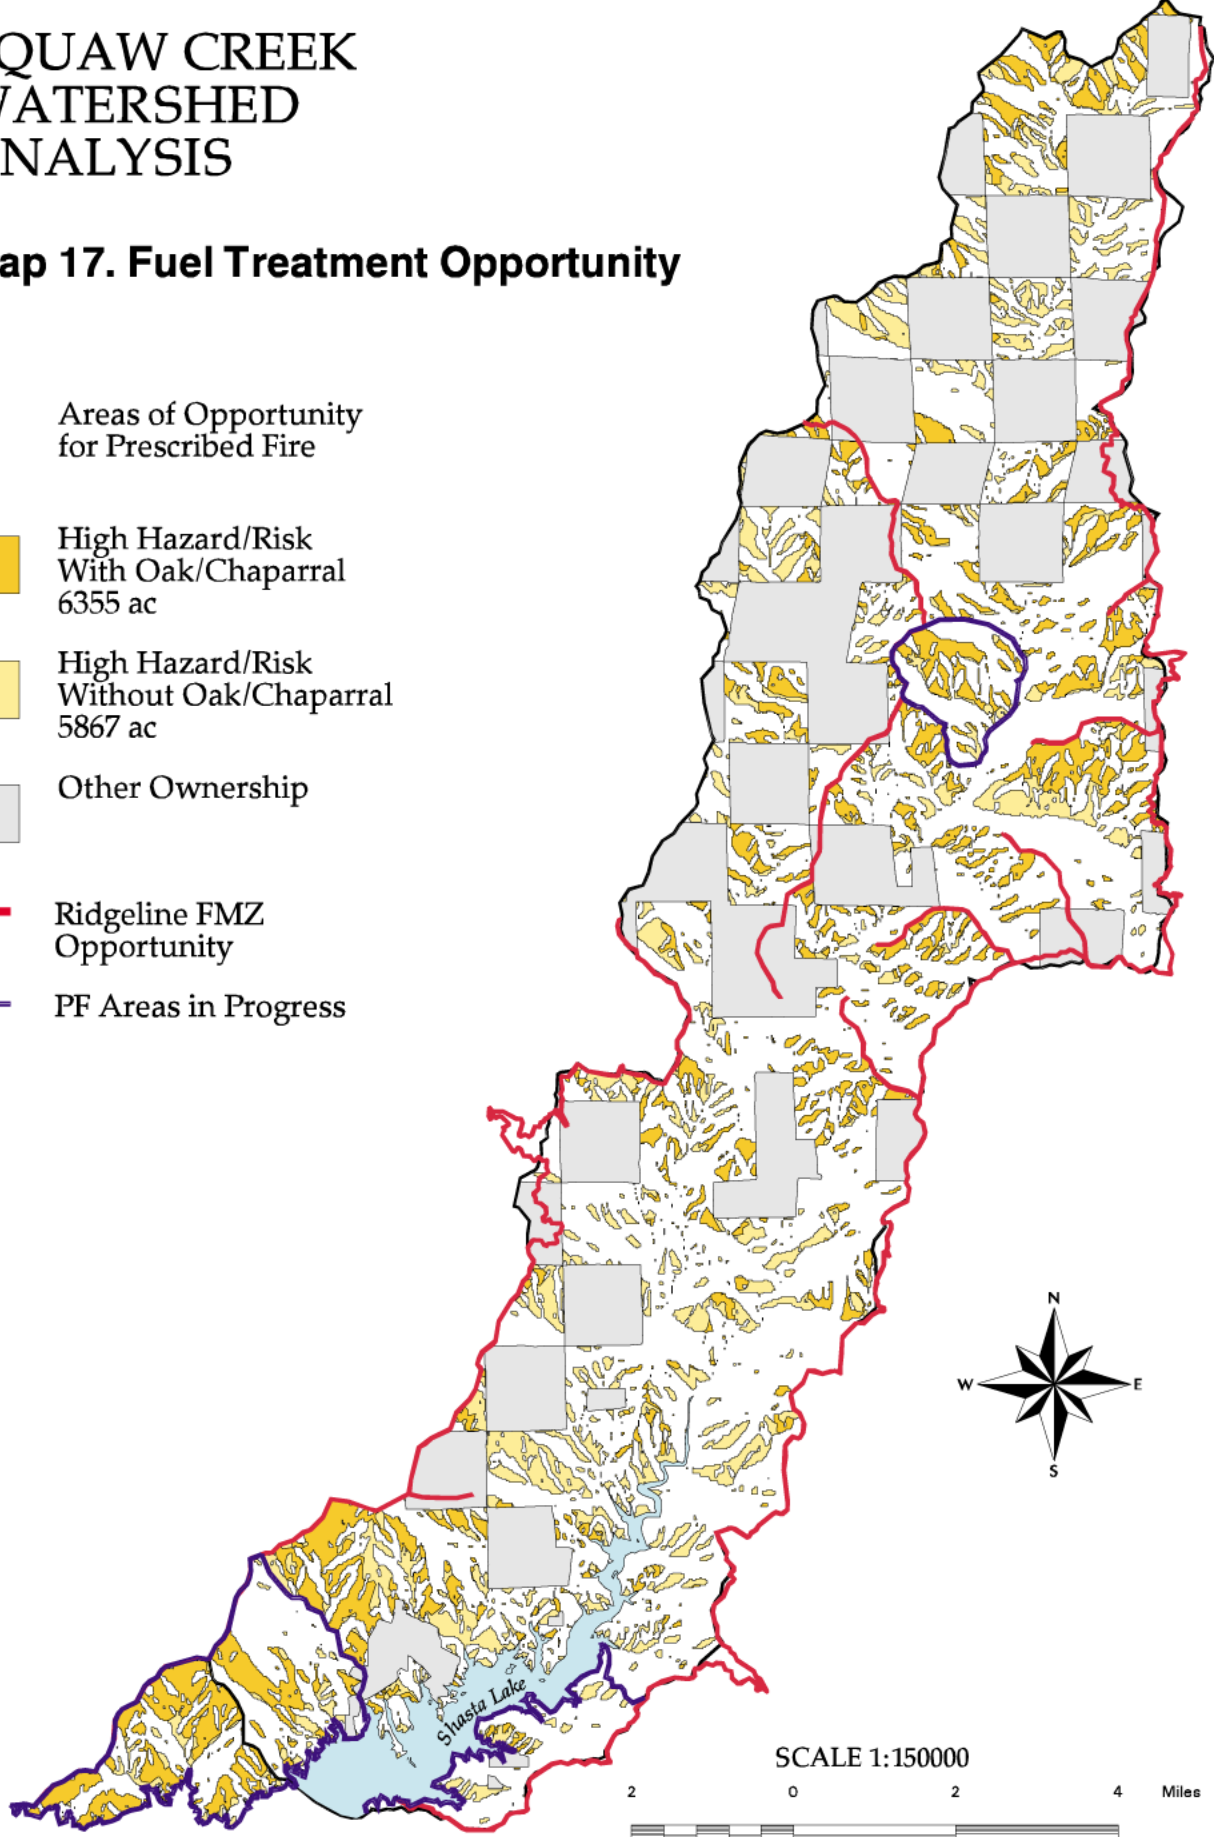 QUAW CREEK
VATERSHED
NALYSIS
ap 17. Fuel Treatment Opportunity
Areas of Opportunity
for Prescribed Fire
High Hazard/Risk
With Oak/Chaparral
6355 ac
High Hazard/Risk
Without Oak/Chaparral
5867 ac
Other Ownership
Ridgeline FMZ
Opportunity
PF Areas in Progress
N
W
E
S
Shasta Lake
SCALE 1:150000
2 0 2 4 Miles